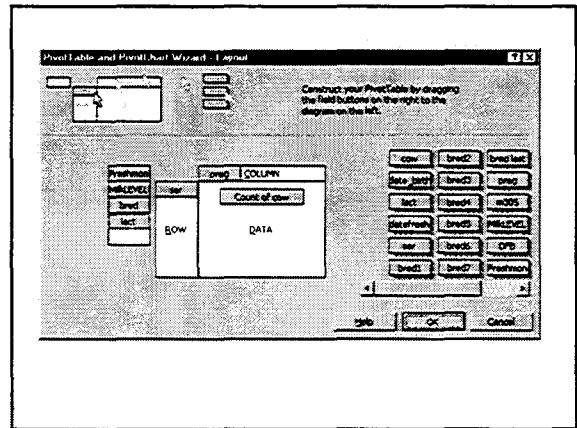 PivotTable and PivotChart Wizard - Layout
Construct your PivotTable by dragging
the field buttons on the right to the
diagram on the left.
Freshmon
MilkLEVEL
bred
lact
preg
COLUMN
ser
Count of cow
ROW
DATA
cow
bred2
bred last
date_birth
bred3
preg
lact
bred4
m305
datefresh
bred5
MilkLEVEL
ser
bred6
bred1
bred7
Freshmon
Help
OK
Cancel